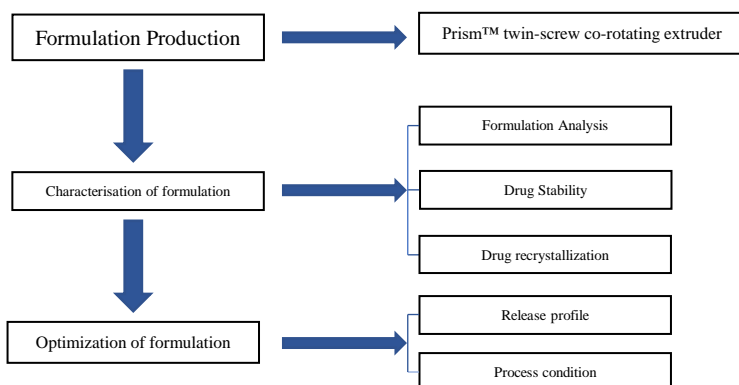 Formulation Production
Prism™ twin-screw co-rotating extruder
Characterisation of formulation
Formulation Analysis
Drug Stability
Drug recrystallization
Optimization of formulation
Release profile
Process condition